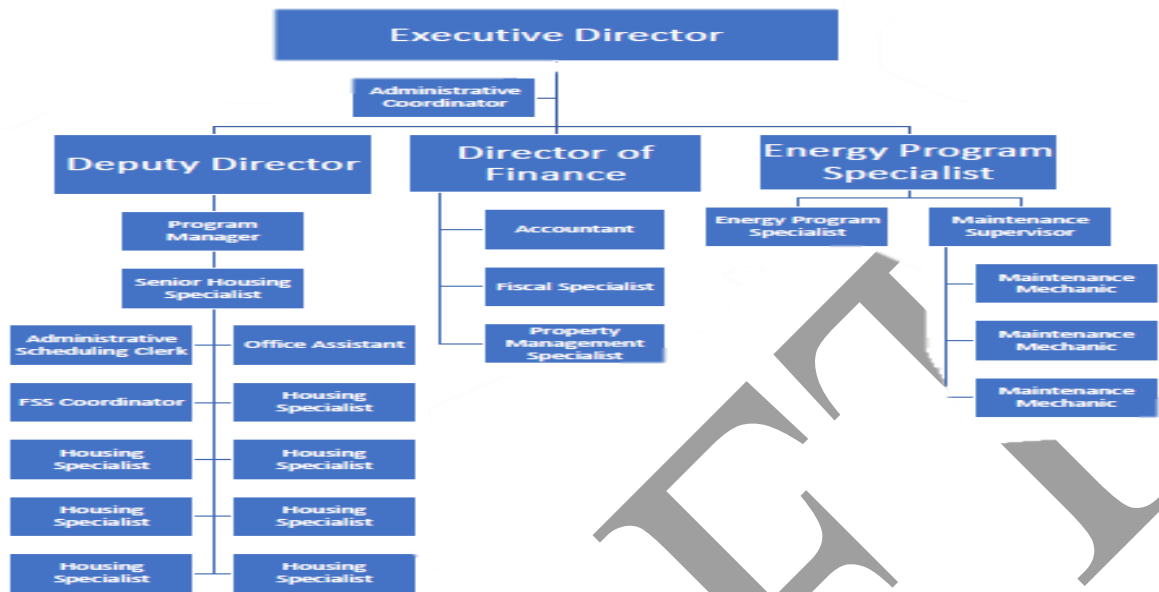 Executive Director
Administrative
Coordinator
Deputy Director
Director of
Finance
Energy Program
Specialist
Program
Manager
Senior Housing
Specialist
Administrative
Scheduling Clerk
Office Assistant
FSS Coordinator
Housing
Specialist
Housing
Specialist
Housing
Specialist
Housing
Specialist
Housing
Specialist
Housing
Specialist
Housing
Specialist
Accountant
Fiscal Specialist
Property
Management
Specialist
Energy Program
Specialist
Maintenance
Supervisor
Maintenance
Mechanic
Maintenance
Mechanic
Maintenance
Mechanic